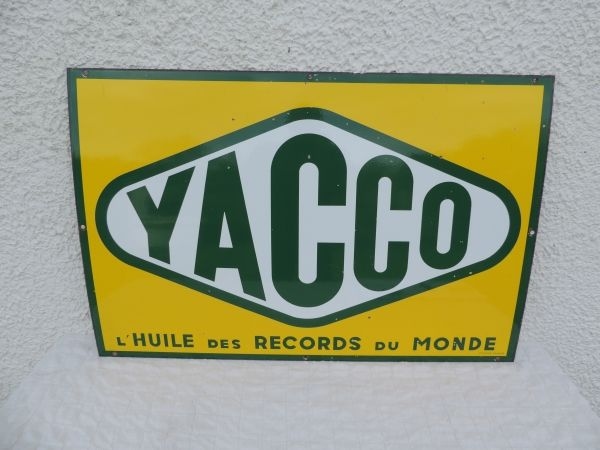 YACCO
L'HUILE DES RECORDS DU MONDE